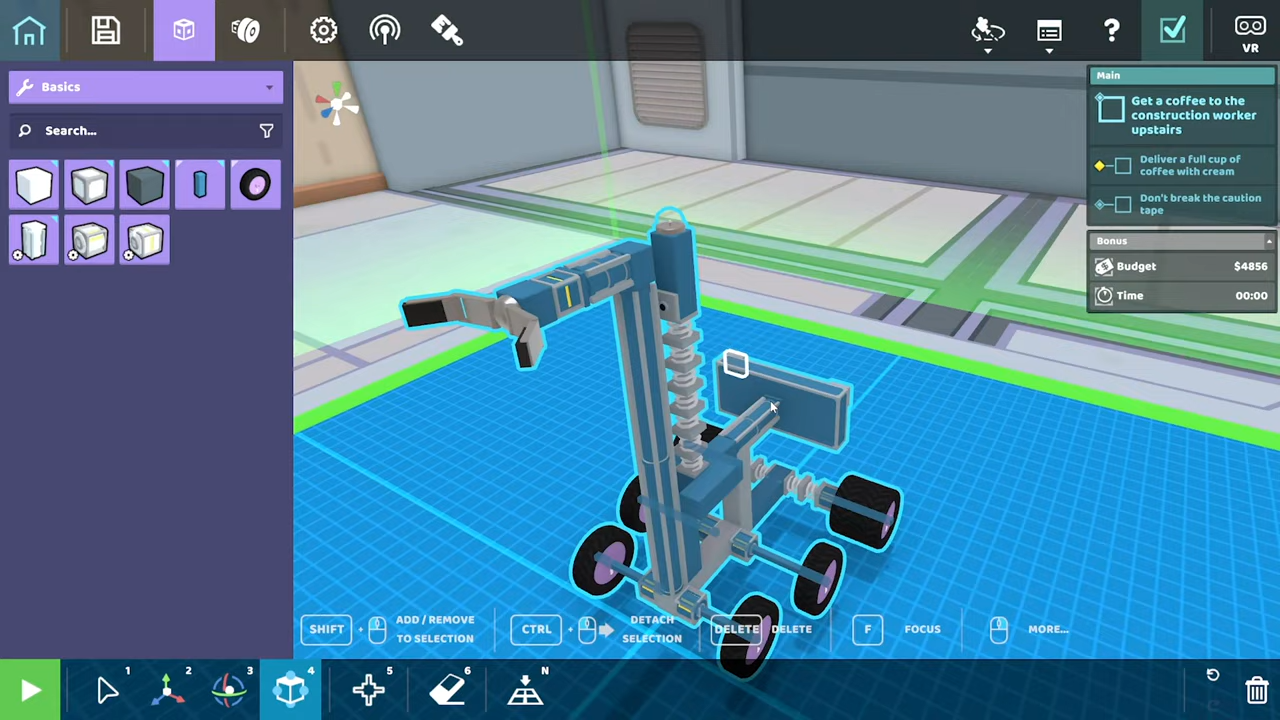 VR
Basics
Search...
Main
Get a coffee to the
construction worker
upstairs
Deliver a full cup of
coffee with cream
Don't break the caution
tape
Bonus
Budget $4856
Time 00:00
SHIFT + ADD / REMOVE
TO SELECTION
CTRL + DETACH
SELECTION
DELETE DELETE
F FOCUS
MORE...
1 2 3 4 5 6 N